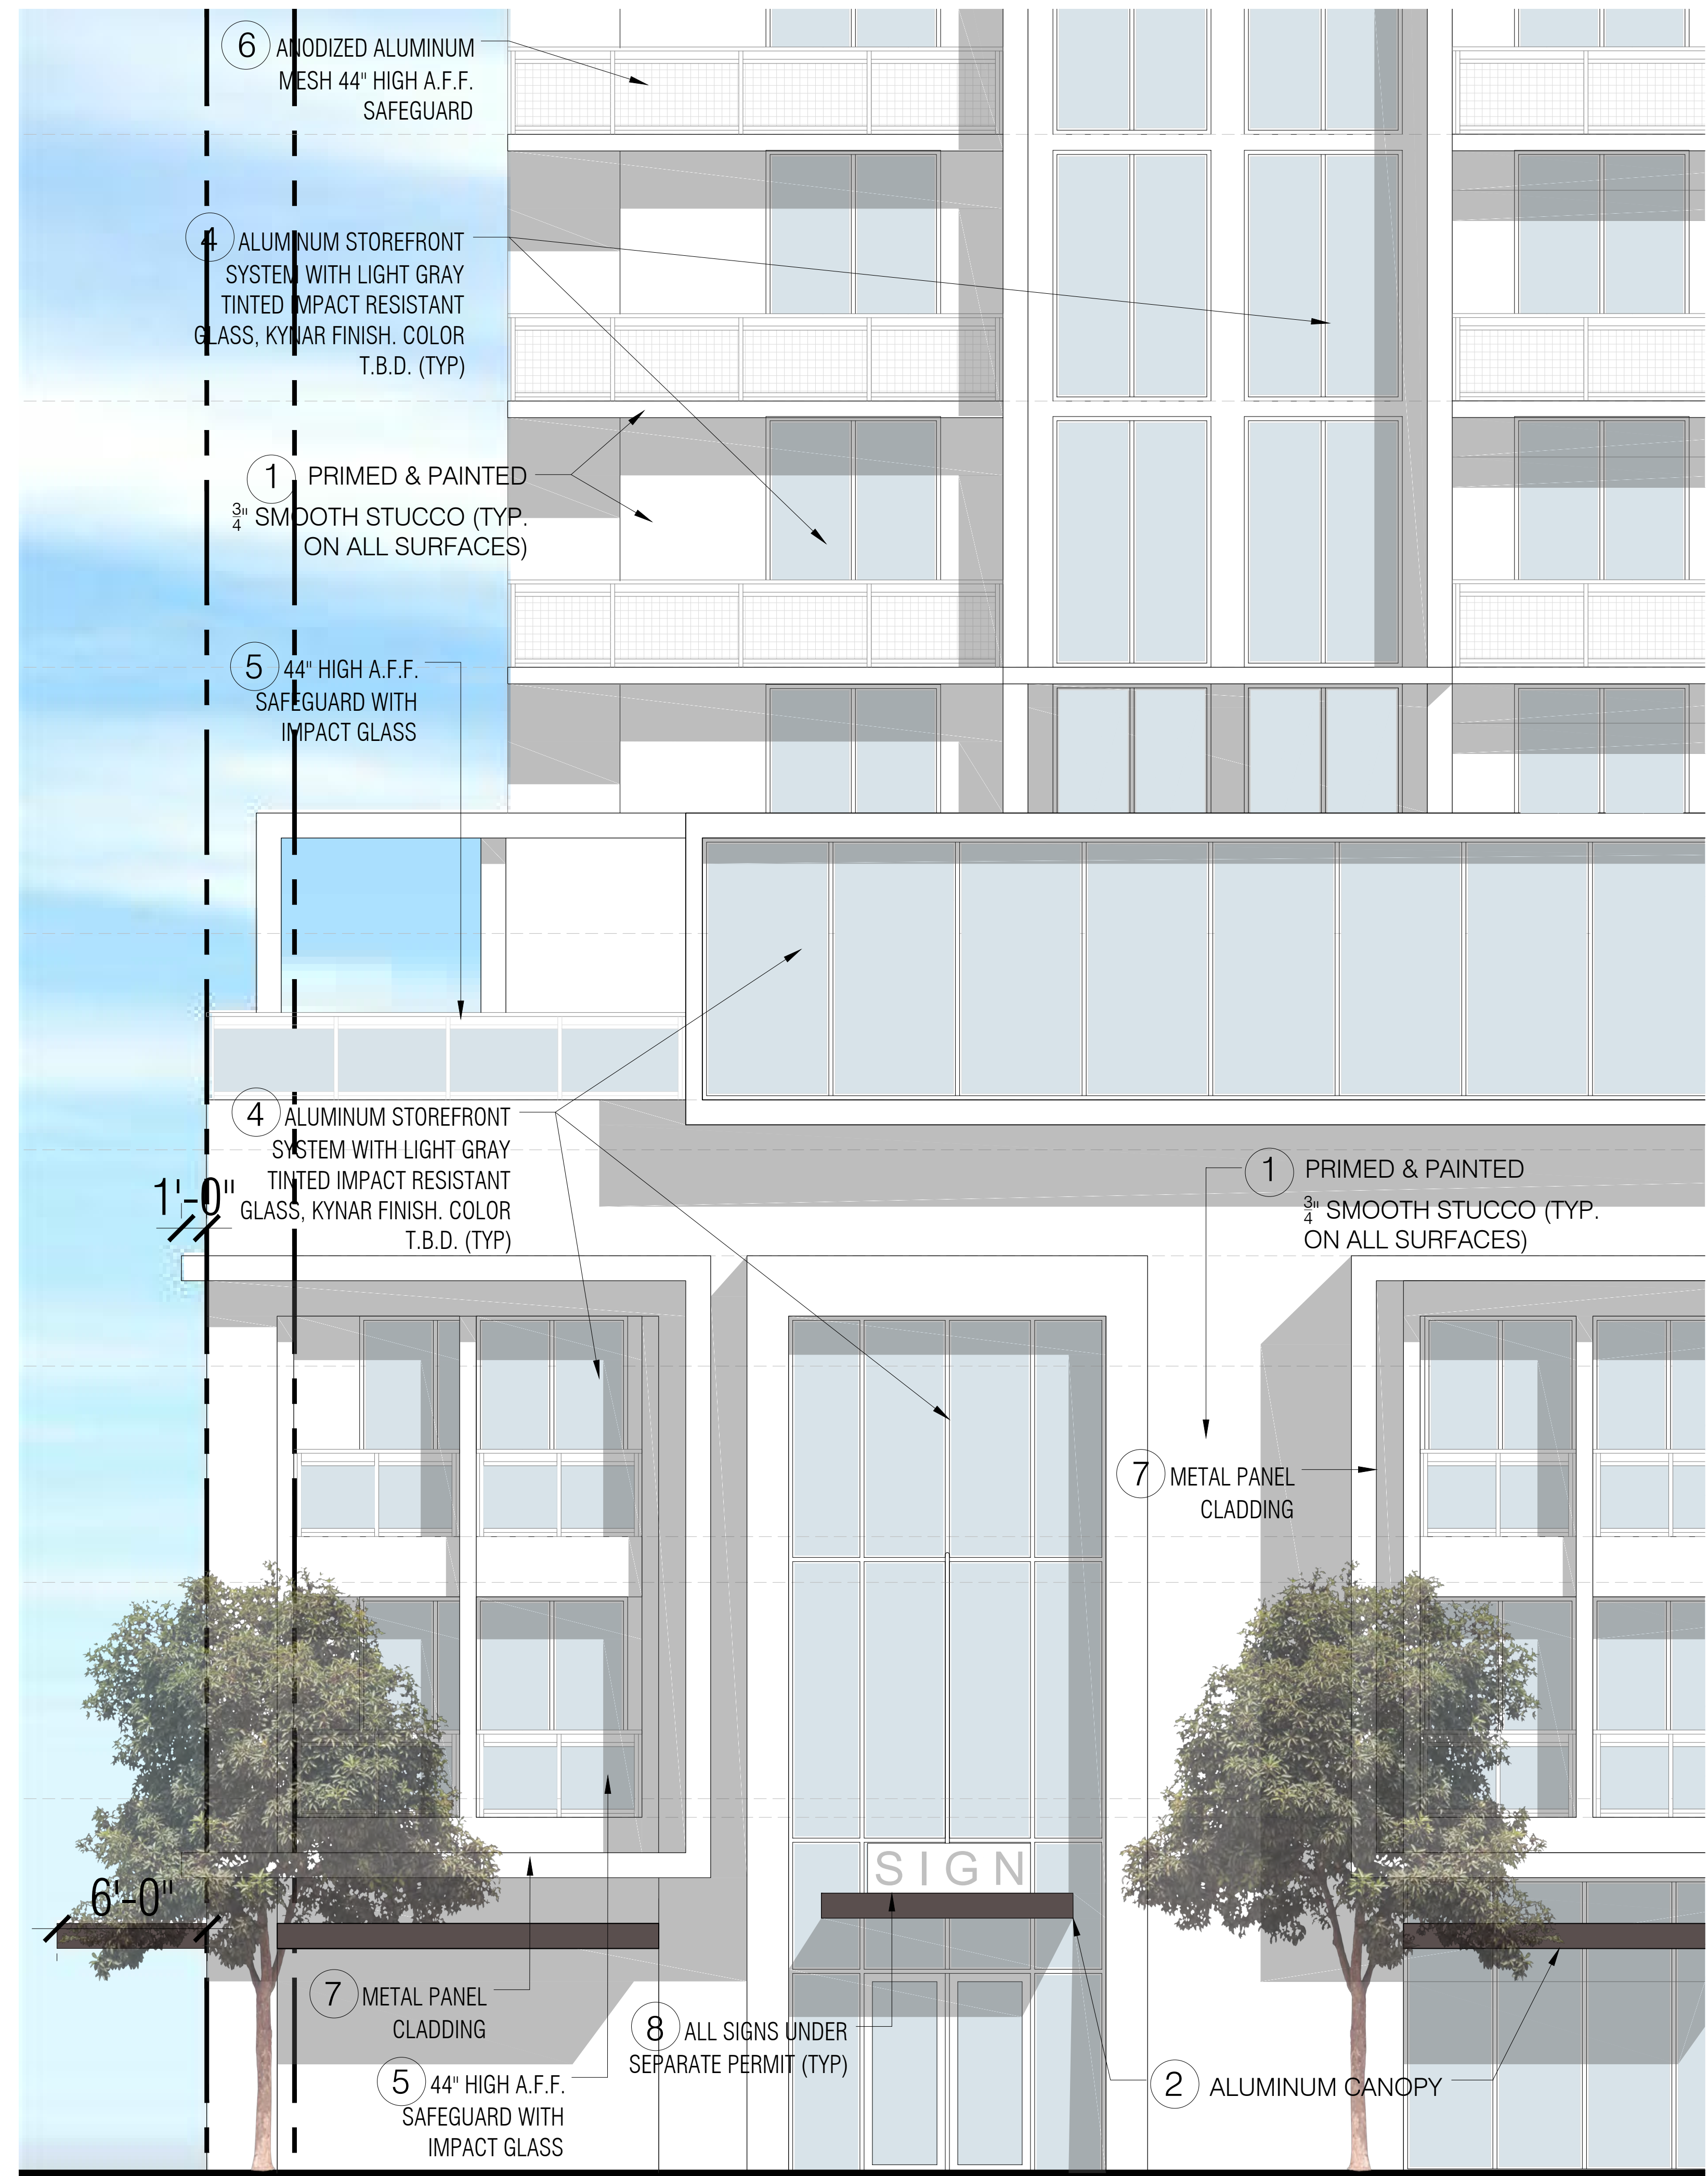 6 ANODIZED ALUMINUM
MESH 44" HIGH A.F.F.
SAFEGUARD
4 ALUMINUM STOREFRONT
SYSTEM WITH LIGHT GRAY
TINTED IMPACT RESISTANT
GLASS, KYNAR FINISH. COLOR
T.B.D. (TYP)
1 PRIMED & PAINTED
3/4" SMOOTH STUCCO (TYP.
ON ALL SURFACES)
5 44" HIGH A.F.F.
SAFEGUARD WITH
IMPACT GLASS
4 ALUMINUM STOREFRONT
SYSTEM WITH LIGHT GRAY
TINTED IMPACT RESISTANT
GLASS, KYNAR FINISH. COLOR
T.B.D. (TYP)
1'-0"
1 PRIMED & PAINTED
3/4" SMOOTH STUCCO (TYP.
ON ALL SURFACES)
7 METAL PANEL
CLADDING
SIGN
6'-0"
7 METAL PANEL
CLADDING
8 ALL SIGNS UNDER
SEPARATE PERMIT (TYP)
5 44" HIGH A.F.F.
SAFEGUARD WITH
IMPACT GLASS
2 ALUMINUM CANOPY